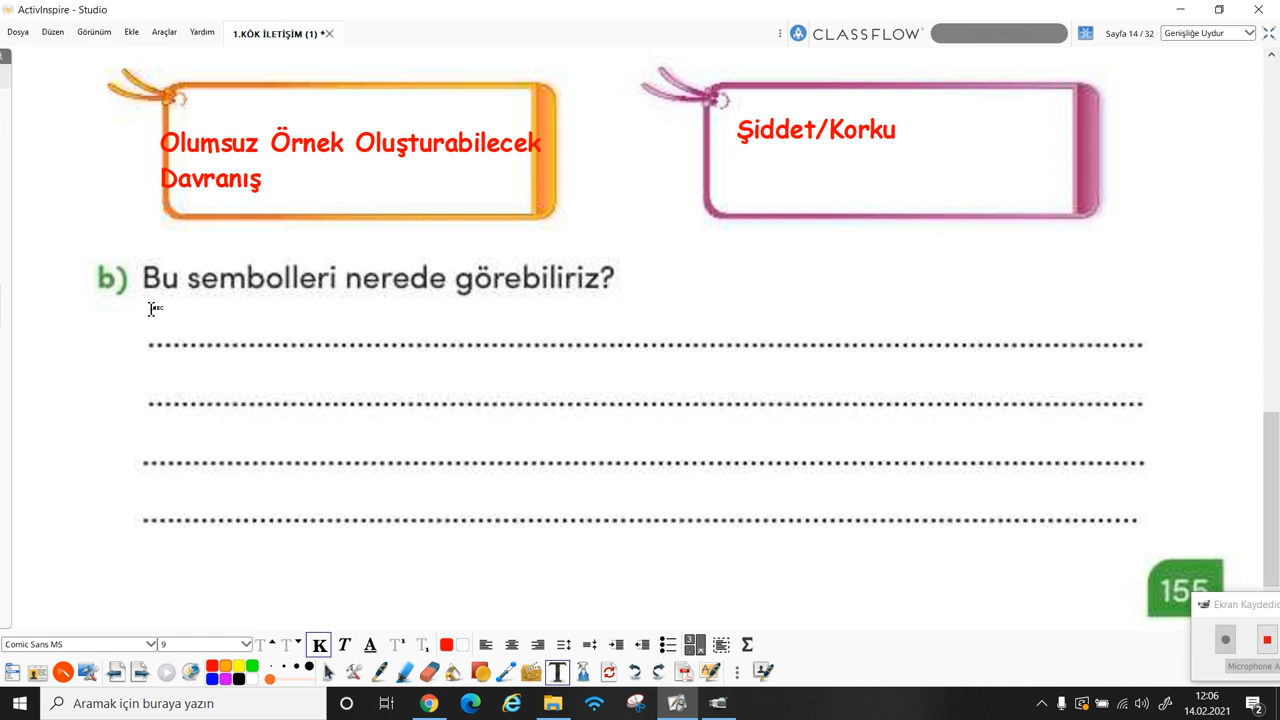 ActivInspire - Studio
Dosya Düzen Görünüm Ekle Araçlar Yardım
1.KÖK İLETİŞİM (1) *
CLASSFLOW
Sayfa 14 / 32
Genişliğe Uydur
Olumsuz Örnek Oluşturabilecek
Davranış
Şiddet/Korku
b) Bu sembolleri nerede görebiliriz?
155
Ekran Kaydedic
Microphone A
Comic Sans MS
9
Aramak için buraya yazın
12:06
14.02.2021
2